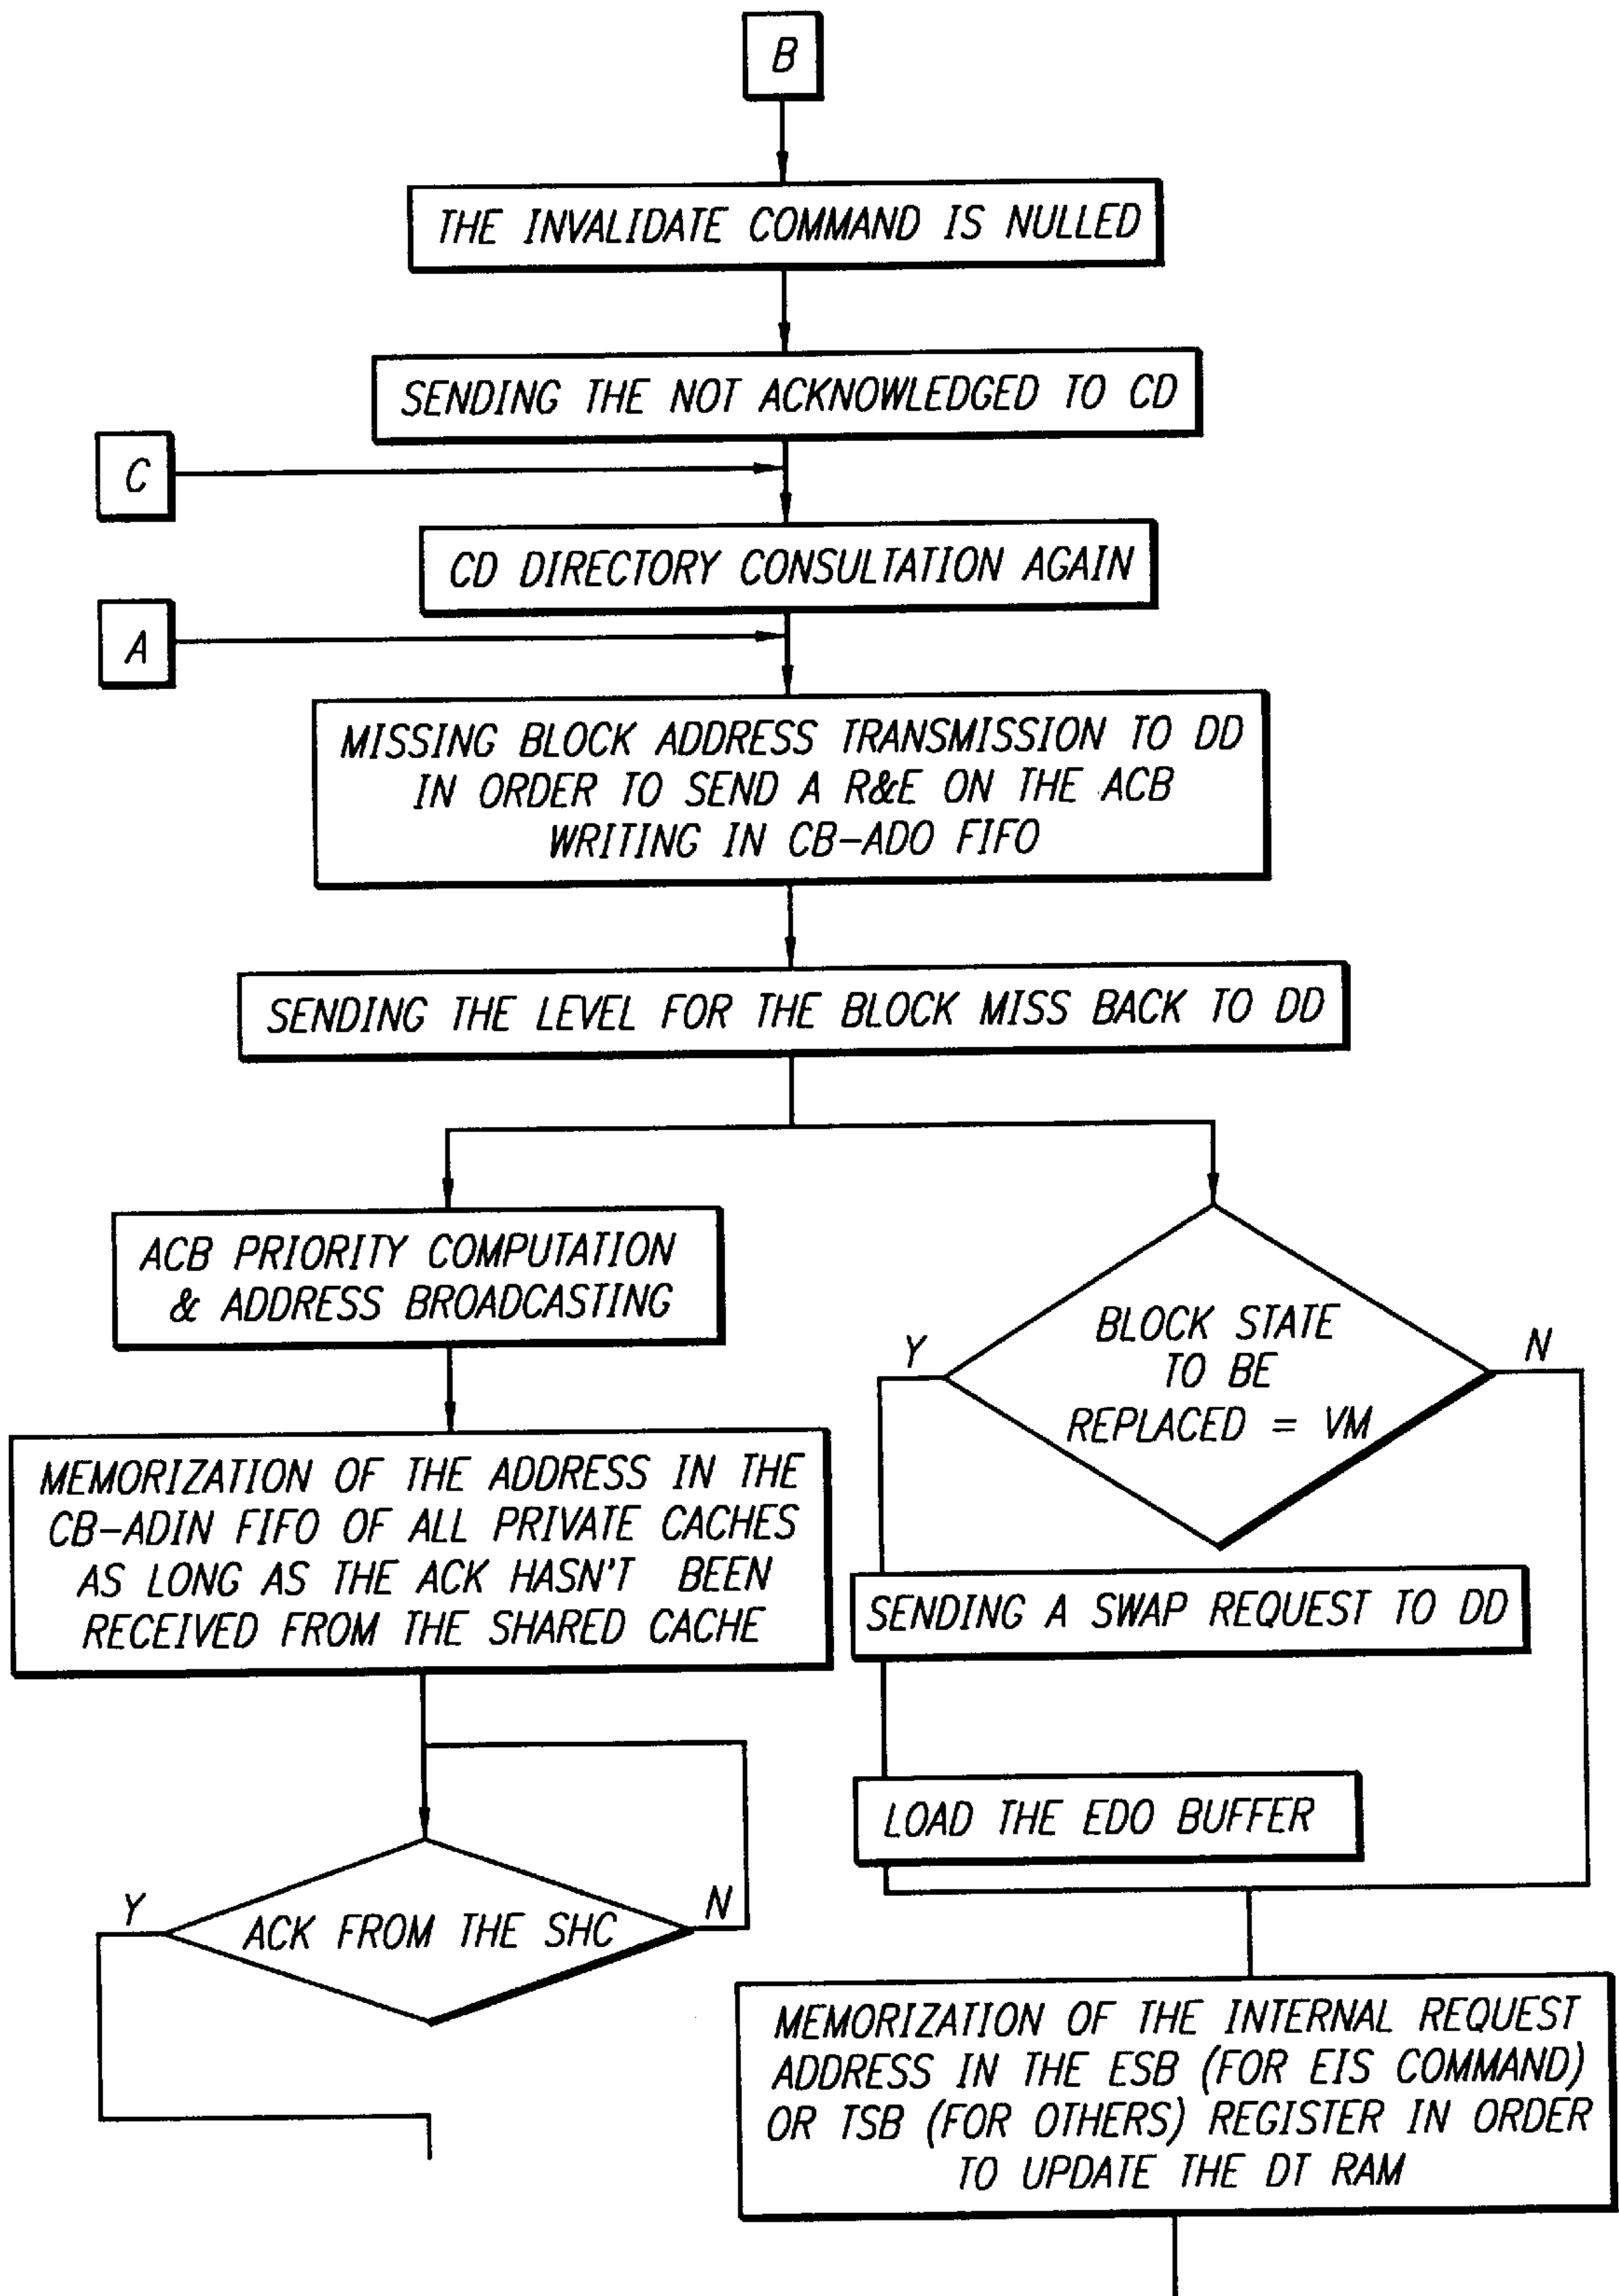 B
THE INVALIDATE COMMAND IS NULLED
SENDING THE NOT ACKNOWLEDGED TO CD
C
CD DIRECTORY CONSULTATION AGAIN
A
MISSING BLOCK ADDRESS TRANSMISSION TO DD
IN ORDER TO SEND A R&E ON THE ACB
WRITING IN CB-ADO FIFO
SENDING THE LEVEL FOR THE BLOCK MISS BACK TO DD
ACB PRIORITY COMPUTATION
& ADDRESS BROADCASTING
MEMORIZATION OF THE ADDRESS IN THE
CB-ADIN FIFO OF ALL PRIVATE CACHES
AS LONG AS THE ACK HASN'T BEEN
RECEIVED FROM THE SHARED CACHE
Y
ACK FROM THE SHC
N
Y
BLOCK STATE
TO BE
REPLACED = VM
N
SENDING A SWAP REQUEST TO DD
LOAD THE EDO BUFFER
MEMORIZATION OF THE INTERNAL REQUEST
ADDRESS IN THE ESB (FOR EIS COMMAND)
OR TSB (FOR OTHERS) REGISTER IN ORDER
TO UPDATE THE DT RAM